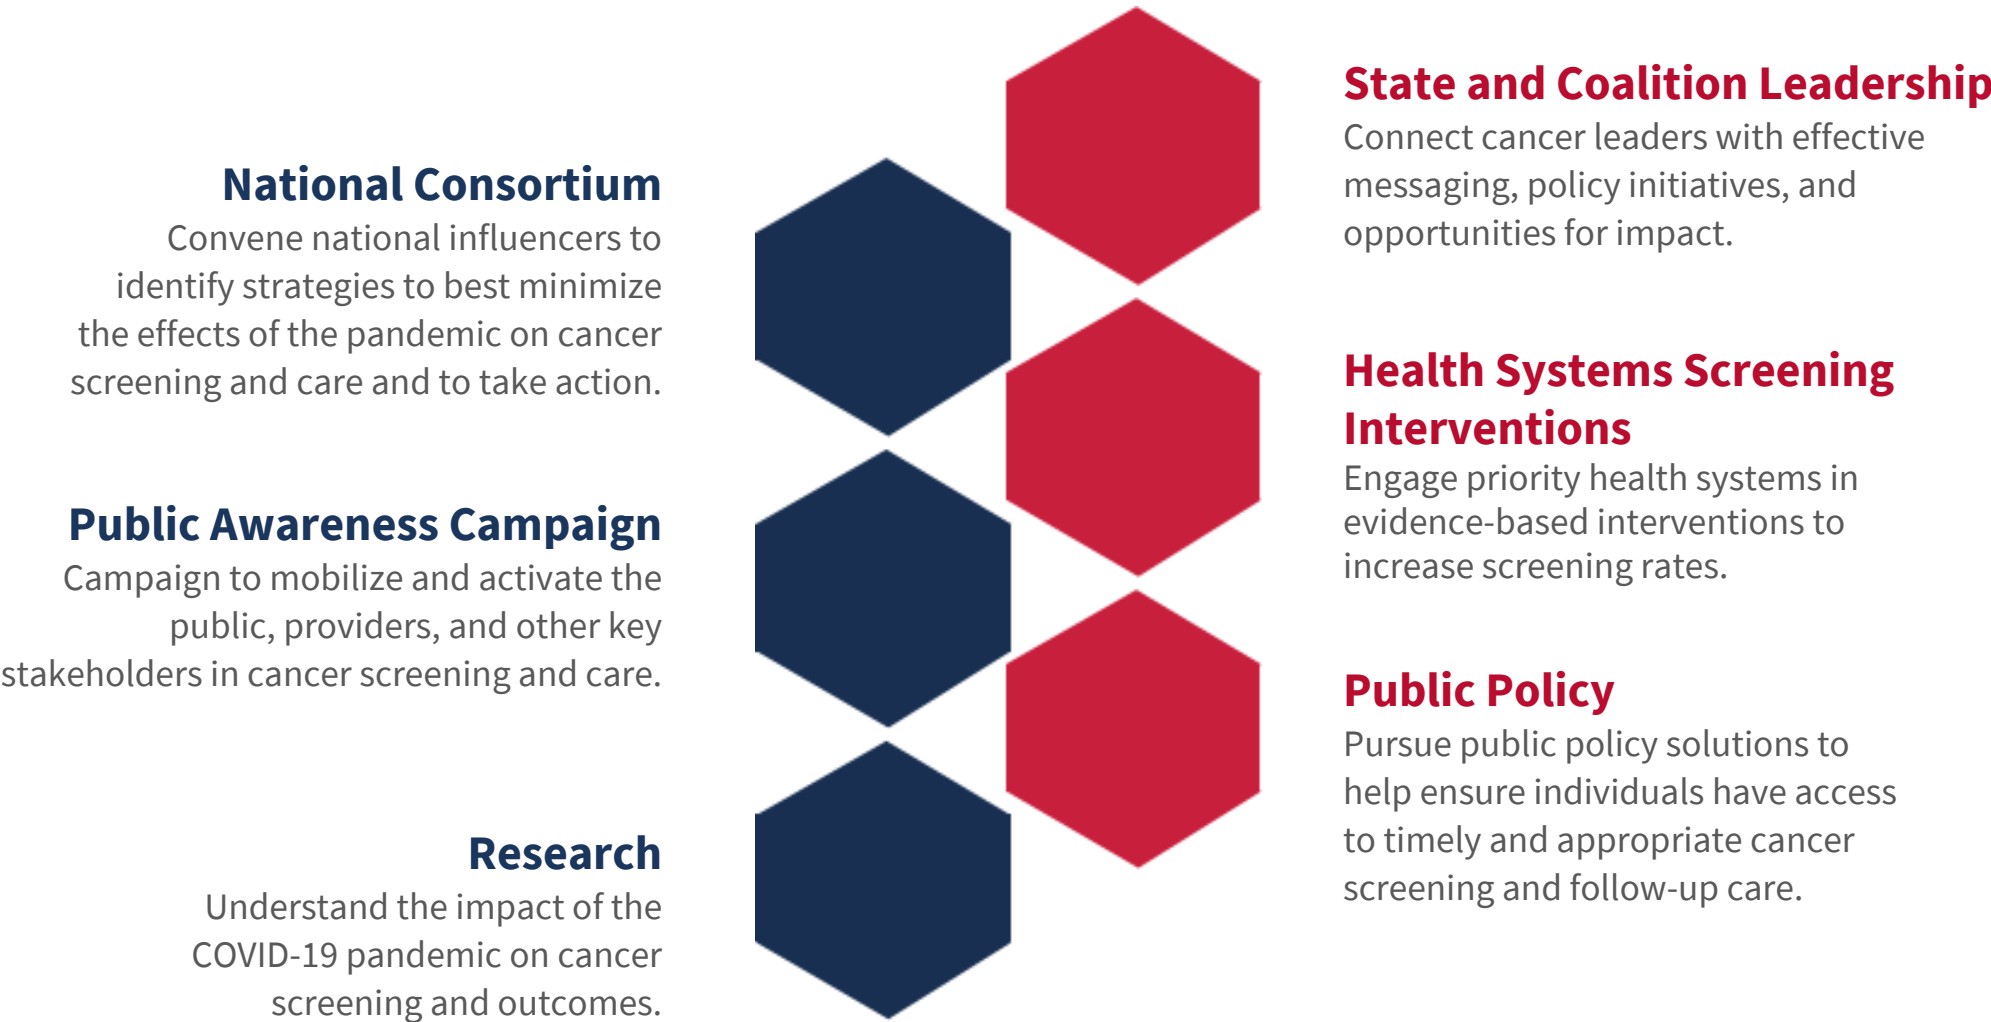 National Consortium
Convene national influencers to
identify strategies to best minimize
the effects of the pandemic on cancer
screening and care and to take action.
Public Awareness Campaign
Campaign to mobilize and activate the
public, providers, and other key
stakeholders in cancer screening and care.
Research
Understand the impact of the
COVID-19 pandemic on cancer
screening and outcomes.
State and Coalition Leadership
Connect cancer leaders with effective
messaging, policy initiatives, and
opportunities for impact.
Health Systems Screening
Interventions
Engage priority health systems in
evidence-based interventions to
increase screening rates.
Public Policy
Pursue public policy solutions to
help ensure individuals have access
to timely and appropriate cancer
screening and follow-up care.